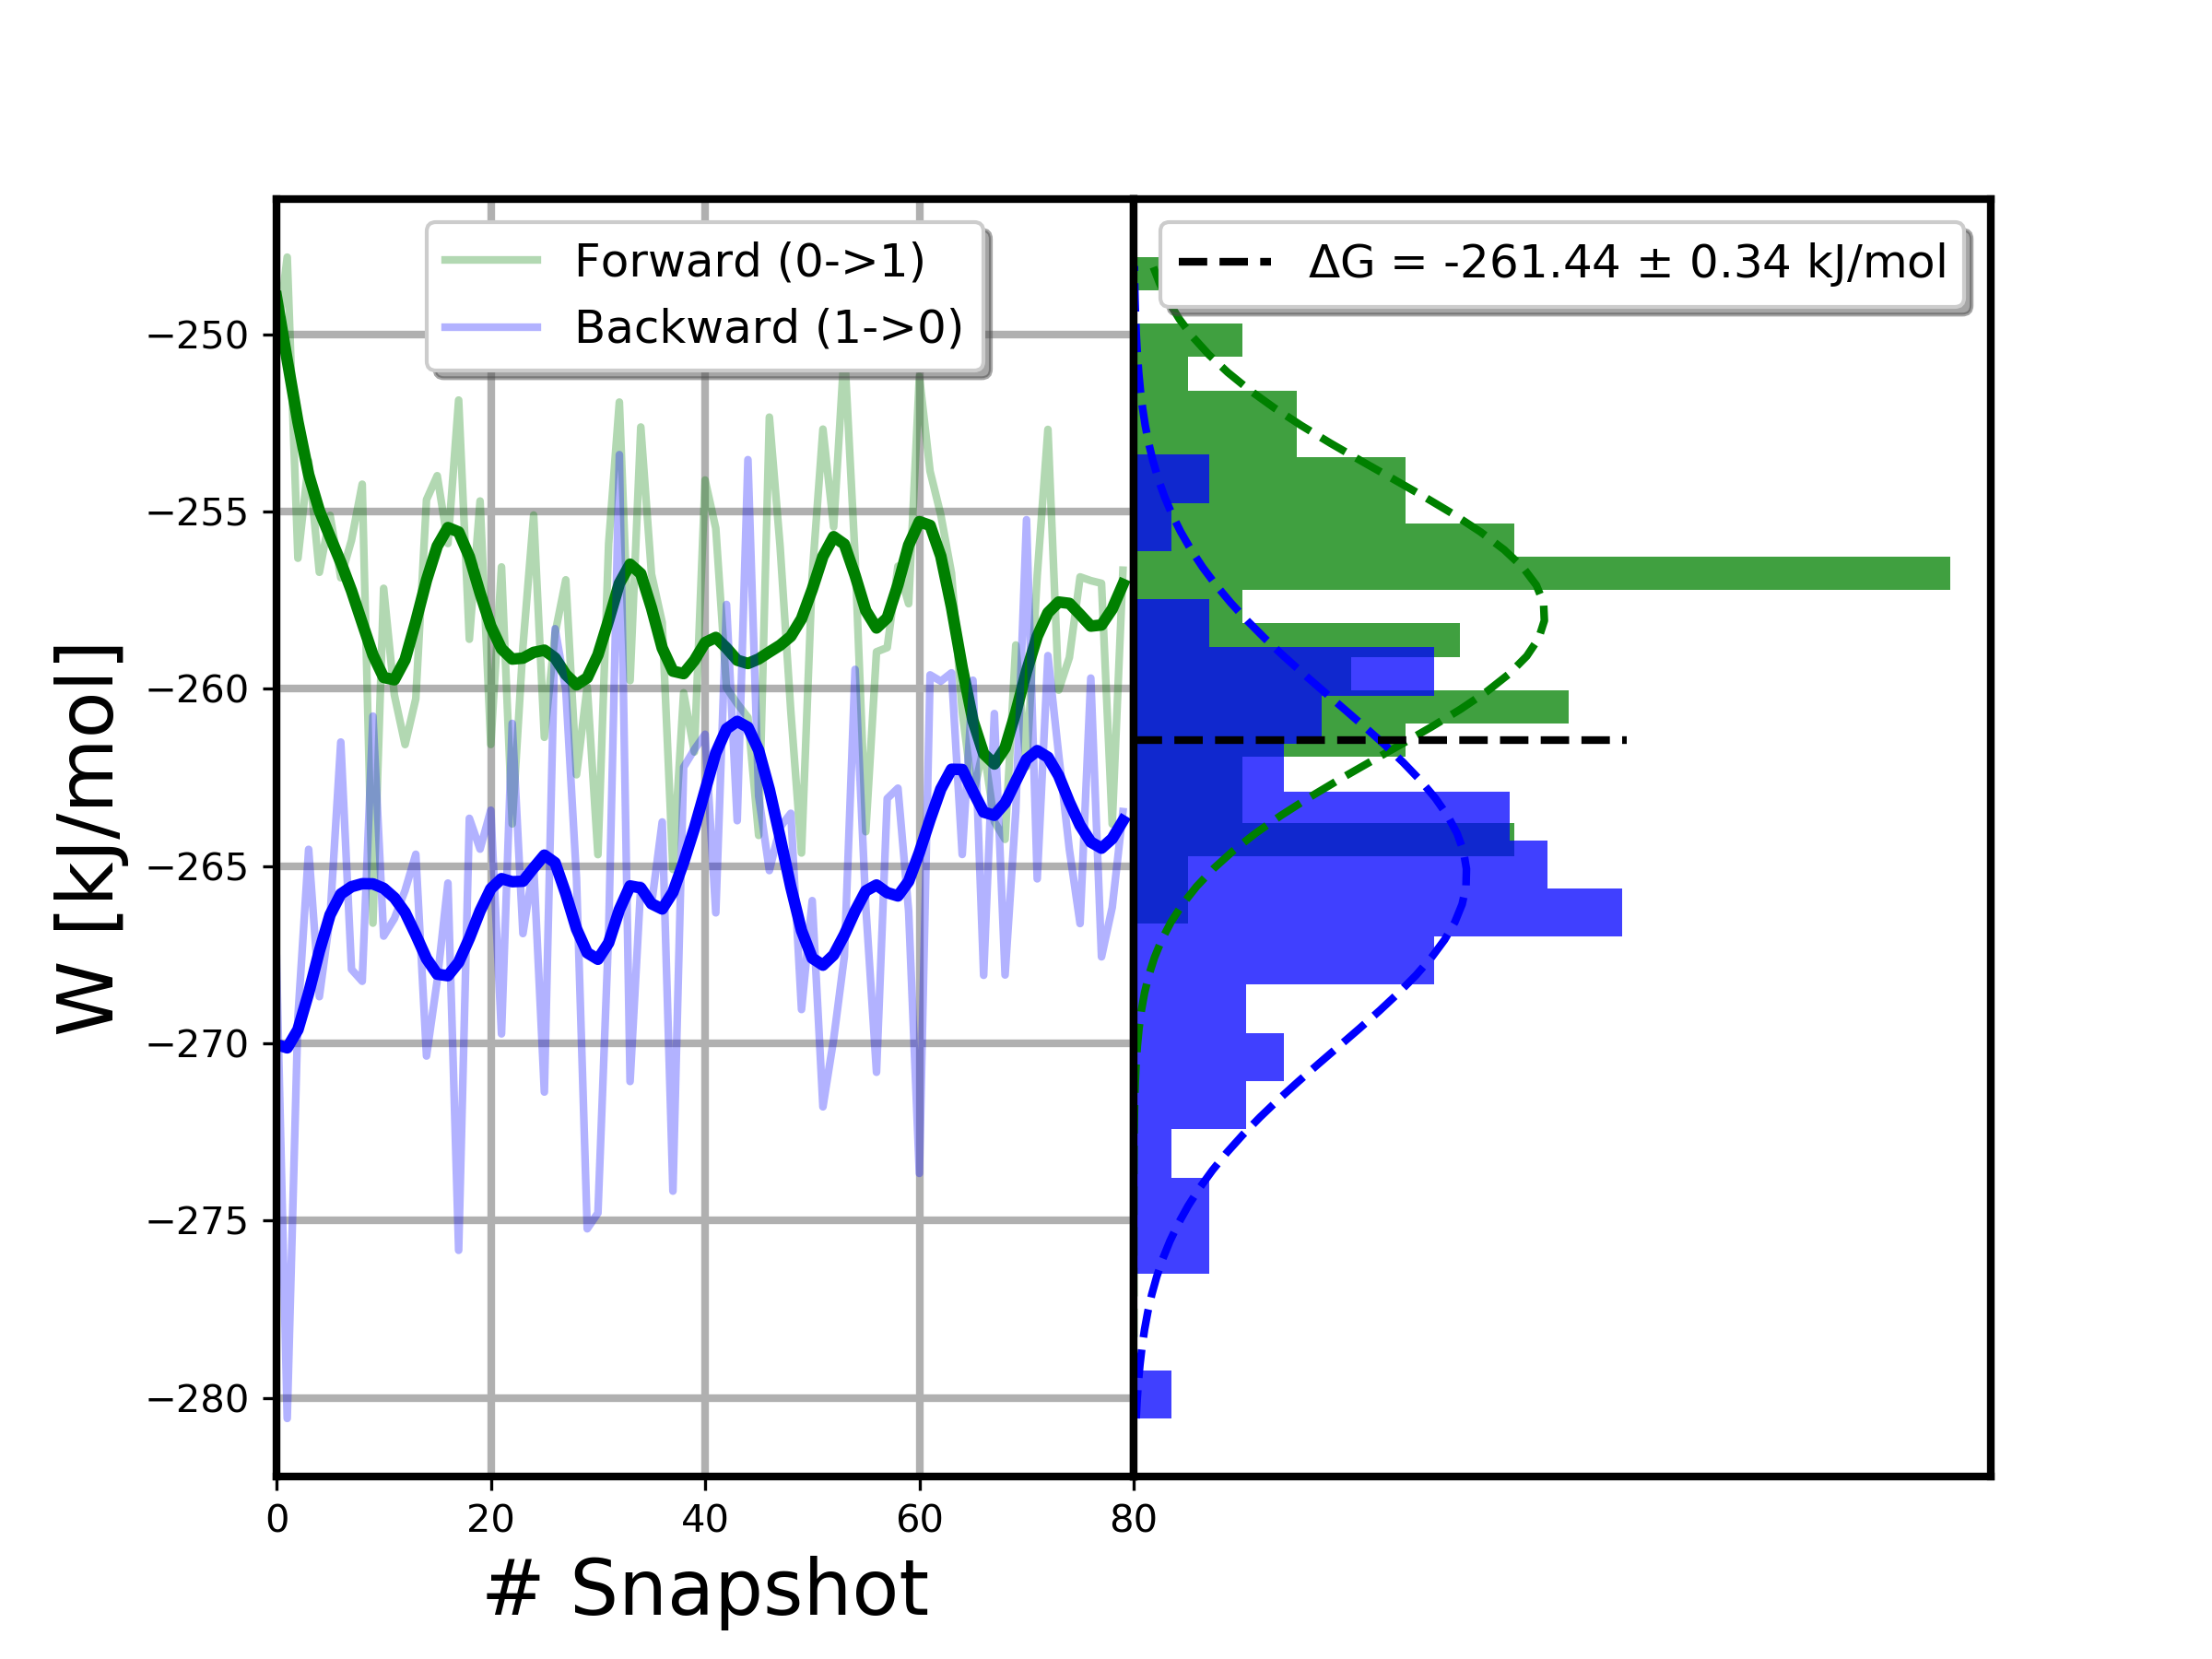 Forward (0->1)
Backward (1->0)
ΔG = -261.44 ± 0.34 kJ/mol
W [kJ/mol]
−250
−255
−260
−265
−270
−275
−280
0 20 40 60 80
# Snapshot